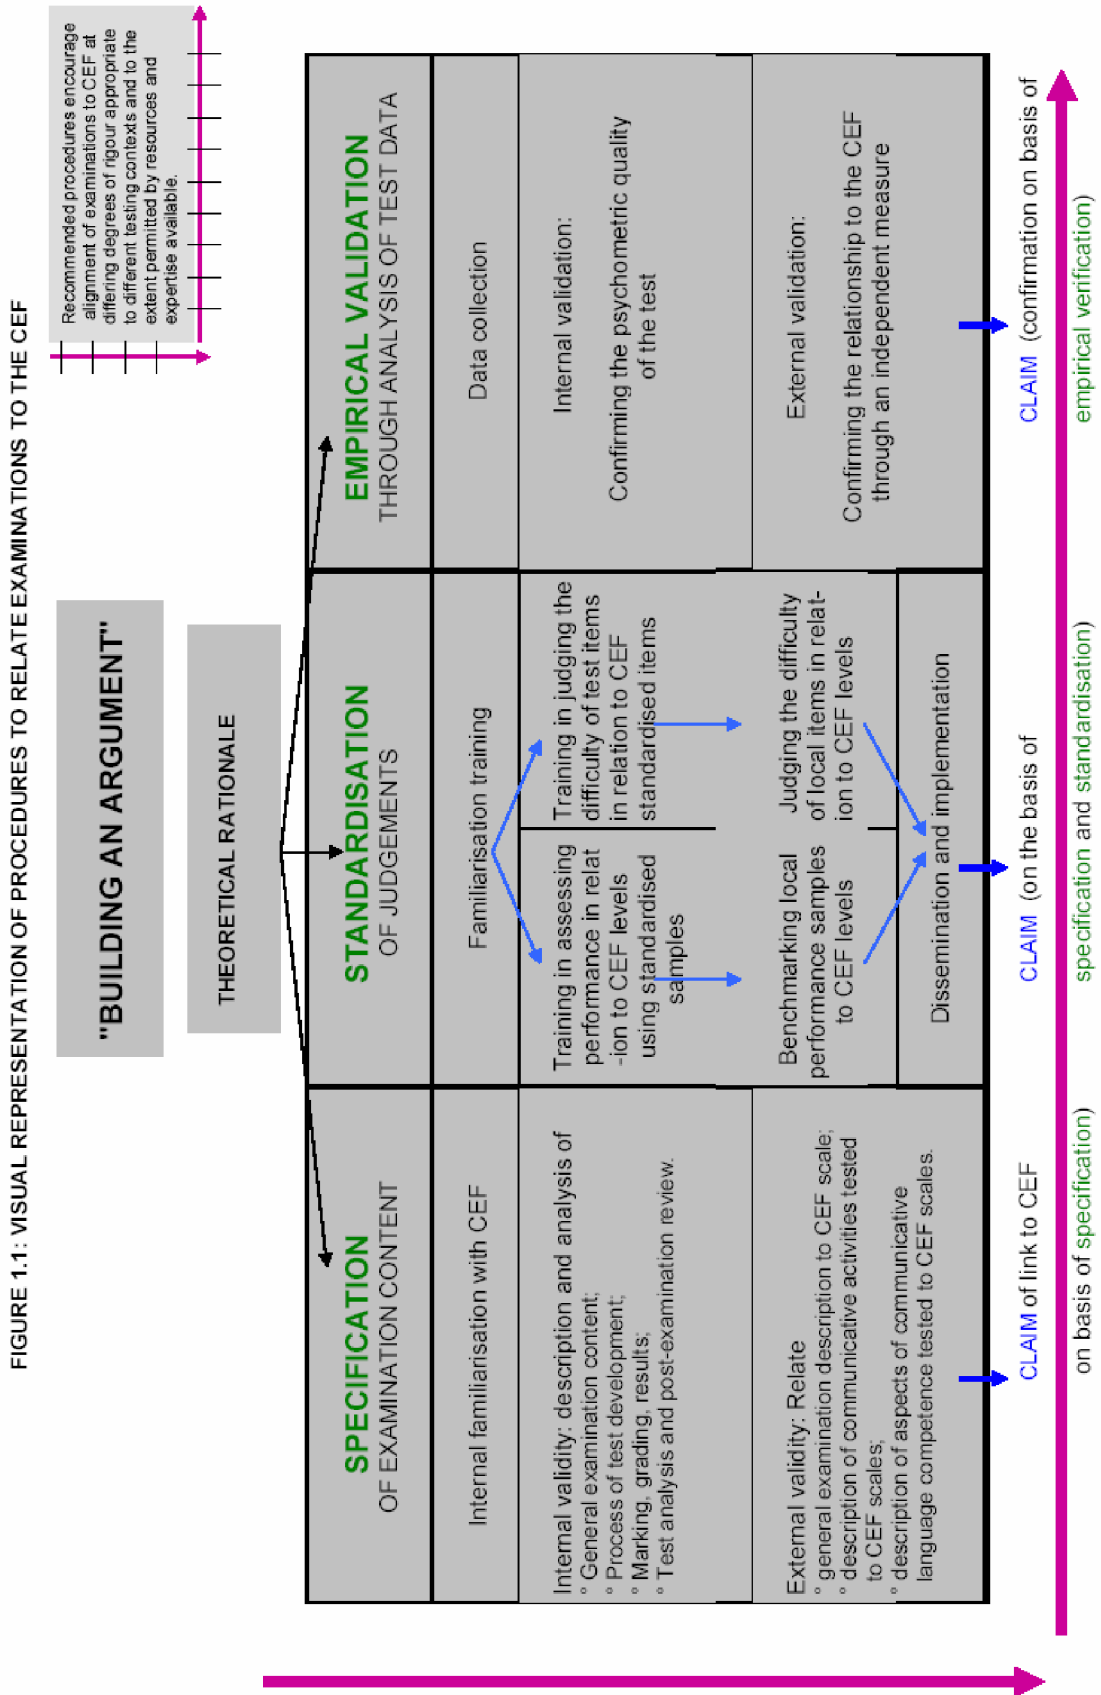 FIGURE 1.1: VISUAL REPRESENTATION OF PROCEDURES TO RELATE EXAMINATIONS TO THE CEF
Recommended procedures encourage
alignment of examinations to CEF at
differing degrees of rigour appropriate
to different testing contexts and to the
extent permitted by resources and
expertise available.
"BUILDING AN ARGUMENT"
THEORETICAL RATIONALE
SPECIFICATION
OF EXAMINATION CONTENT
Internal familiarisation with CEF
Internal validity: description and analysis of
° General examination content;
° Process of test development;
° Marking, grading, results;
° Test analysis and post-examination review.
External validity: Relate
° general examination description to CEF scale;
° description of communicative activities tested
to CEF scales;
° description of aspects of communicative
language competence tested to CEF scales.
CLAIM of link to CEF
on basis of specification)
STANDARDISATION
OF JUDGEMENTS
Familiarisation training
Training in assessing
performance in relat
-ion to CEF levels
using standardised
samples
Training in judging the
difficulty of test items
in relation to CEF
standardised items
Benchmarking local
performance samples
to CEF levels
Judging the difficulty
of local items in relat-
ion to CEF levels
Dissemination and implementation
CLAIM (on the basis of
specification and standardisation)
EMPIRICAL VALIDATION
THROUGH ANALYSIS OF TEST DATA
Data collection
Internal validation:
Confirming the psychometric quality
of the test
External validation:
Confirming the relationship to the CEF
through an independent measure
CLAIM (confirmation on basis of
empirical verification)